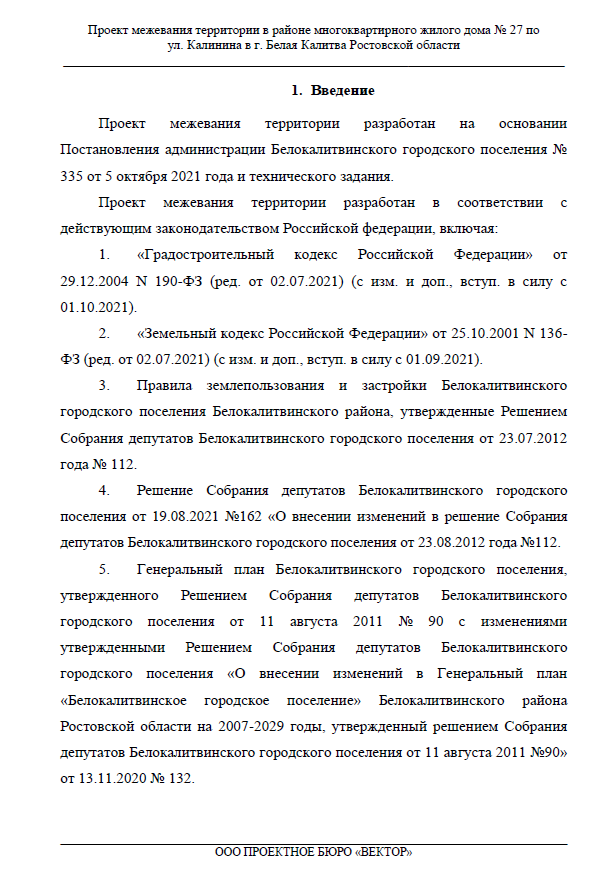 Проект межевания территории в районе многоквартирного жилого дома № 27 по
ул. Калинина в г. Белая Калитва Ростовской области
1. Введение
Проект межевания территории разработан на основании
Постановления администрации Белокалитвинского городского поселения №
335 от 5 октября 2021 года и технического задания.
Проект межевания территории разработан в соответствии с
действующим законодательством Российской федерации, включая:
1. «Градостроительный кодекс Российской Федерации» от
29.12.2004 N 190-ФЗ (ред. от 02.07.2021) (с изм. и доп., вступ. в силу с
01.10.2021).
2. «Земельный кодекс Российской Федерации» от 25.10.2001 N 136-
ФЗ (ред. от 02.07.2021) (с изм. и доп., вступ. в силу с 01.09.2021).
3. Правила землепользования и застройки Белокалитвинского
городского поселения Белокалитвинского района, утвержденные Решением
Собрания депутатов Белокалитвинского городского поселения от 23.07.2012
года № 112.
4. Решение Собрания депутатов Белокалитвинского городского
поселения от 19.08.2021 №162 «О внесении изменений в решение Собрания
депутатов Белокалитвинского городского поселения от 23.08.2012 года №112.
5. Генеральный план Белокалитвинского городского поселения,
утвержденного Решением Собрания депутатов Белокалитвинского
городского поселения от 11 августа 2011 № 90 с изменениями
утвержденными Решением Собрания депутатов Белокалитвинского
городского поселения «О внесении изменений в Генеральный план
«Белокалитвинское городское поселение» Белокалитвинского района
Ростовской области на 2007-2029 годы, утвержденный решением Собрания
депутатов Белокалитвинского городского поселения от 11 августа 2011 №90»
от 13.11.2020 № 132.
ООО ПРОЕКТНОЕ БЮРО «ВЕКТОР»